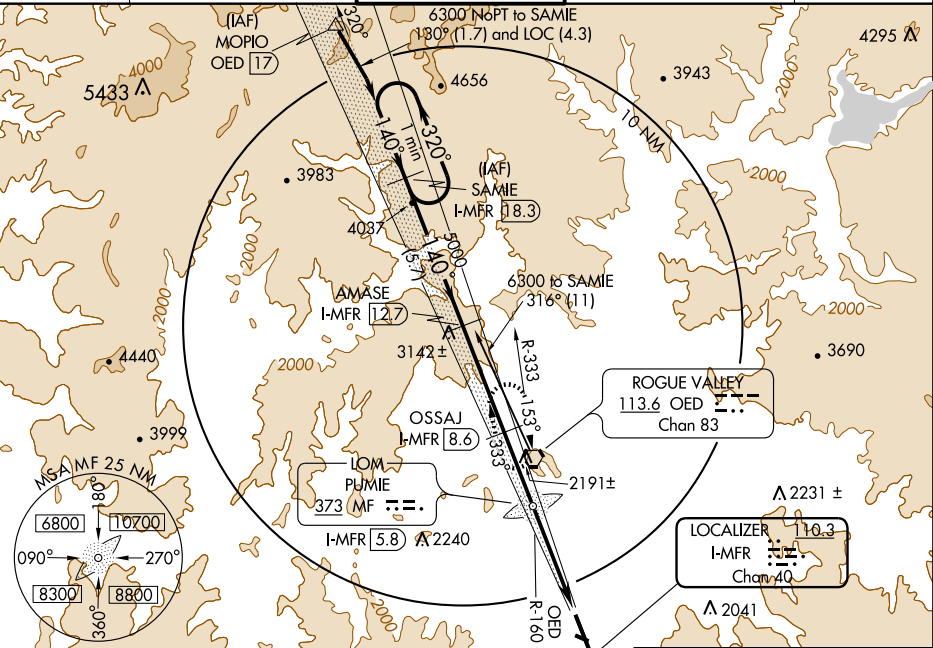 320°
6300 NoPT to SAMIE
130° (1.7) and LOC (4.3)
(IAF)
MOPIO
OED 17
4295
4000
5433
4656
3943
2000
10 NM
320°
1 min
140°
3983
(IAF)
SAMIE
I-MFR 18.3
2000
4037
2000
140°
5000
(5.7)
6300 to SAMIE
316° (11)
AMASE
I-MFR 12.7
2000
2000
3142±
R-333
3690
4440
2000
ROGUE VALLEY
113.6 OED
Chan 83
153°
OSSAJ
I-MFR 8.6
333°
3999
MSA MF 25 NM
180°
6800
10700
090°
270°
8300
8800
360°
LOM
PUMIE
373 MF
I-MFR 5.8
2191±
2231 ±
2240
LOCALIZER 110.3
I-MFR
Chan 40
2000
OED
R-160
2041